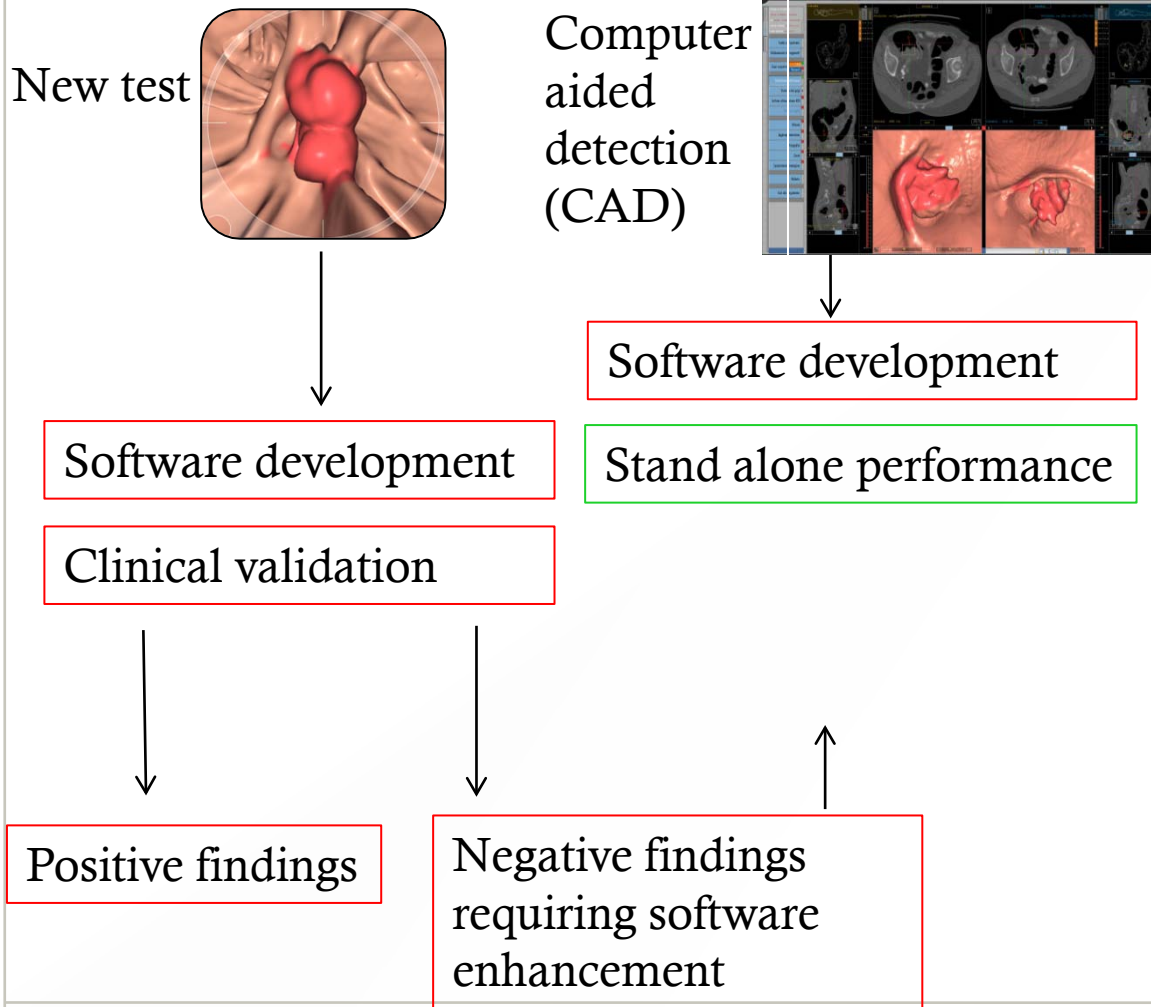 New test
Computer
aided
detection
(CAD)
Software development
Stand alone performance
Software development
Clinical validation
Positive findings
Negative findings
requiring software
enhancement